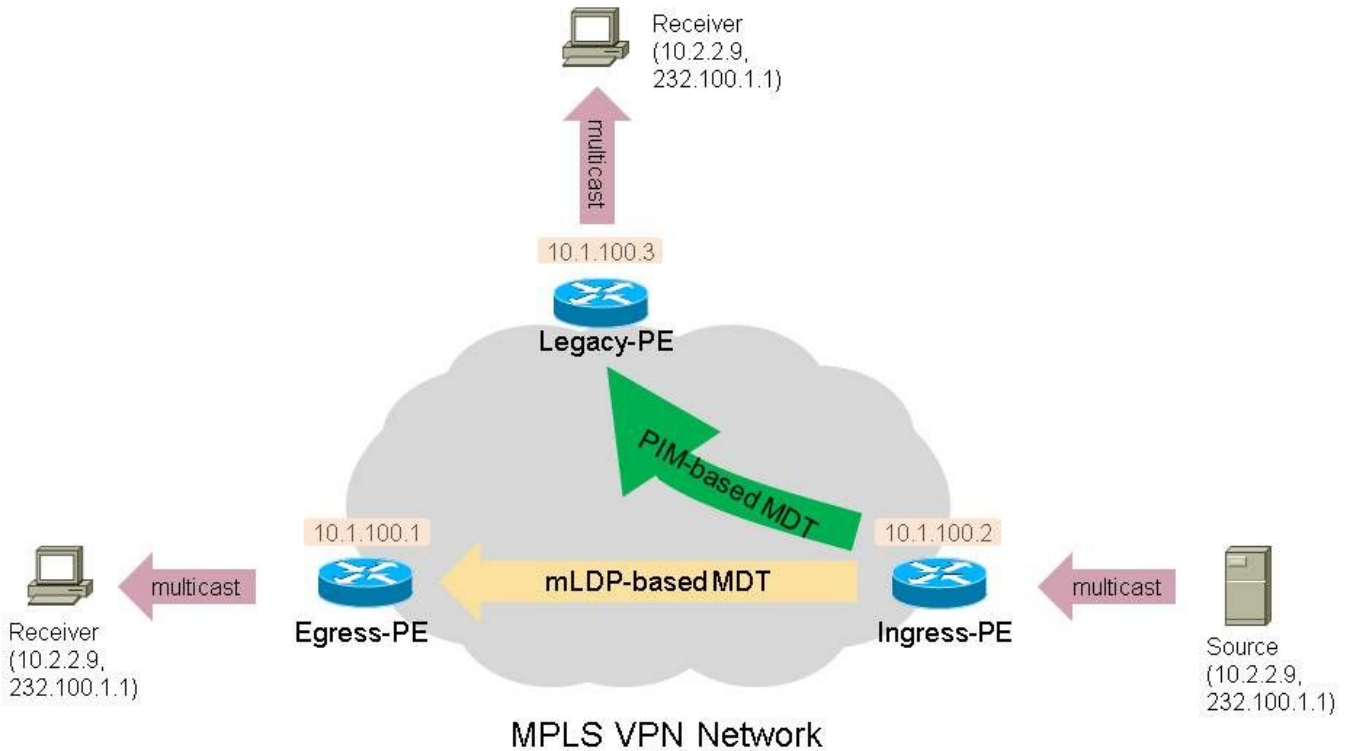 Receiver
(10.2.2.9,
232.100.1.1)
multicast
10.1.100.3
Legacy-PE
PIM-based MDT
10.1.100.1
10.1.100.2
multicast
mLDP-based MDT
multicast
Egress-PE
Ingress-PE
Receiver
(10.2.2.9,
232.100.1.1)
Source
(10.2.2.9,
232.100.1.1)
MPLS VPN Network